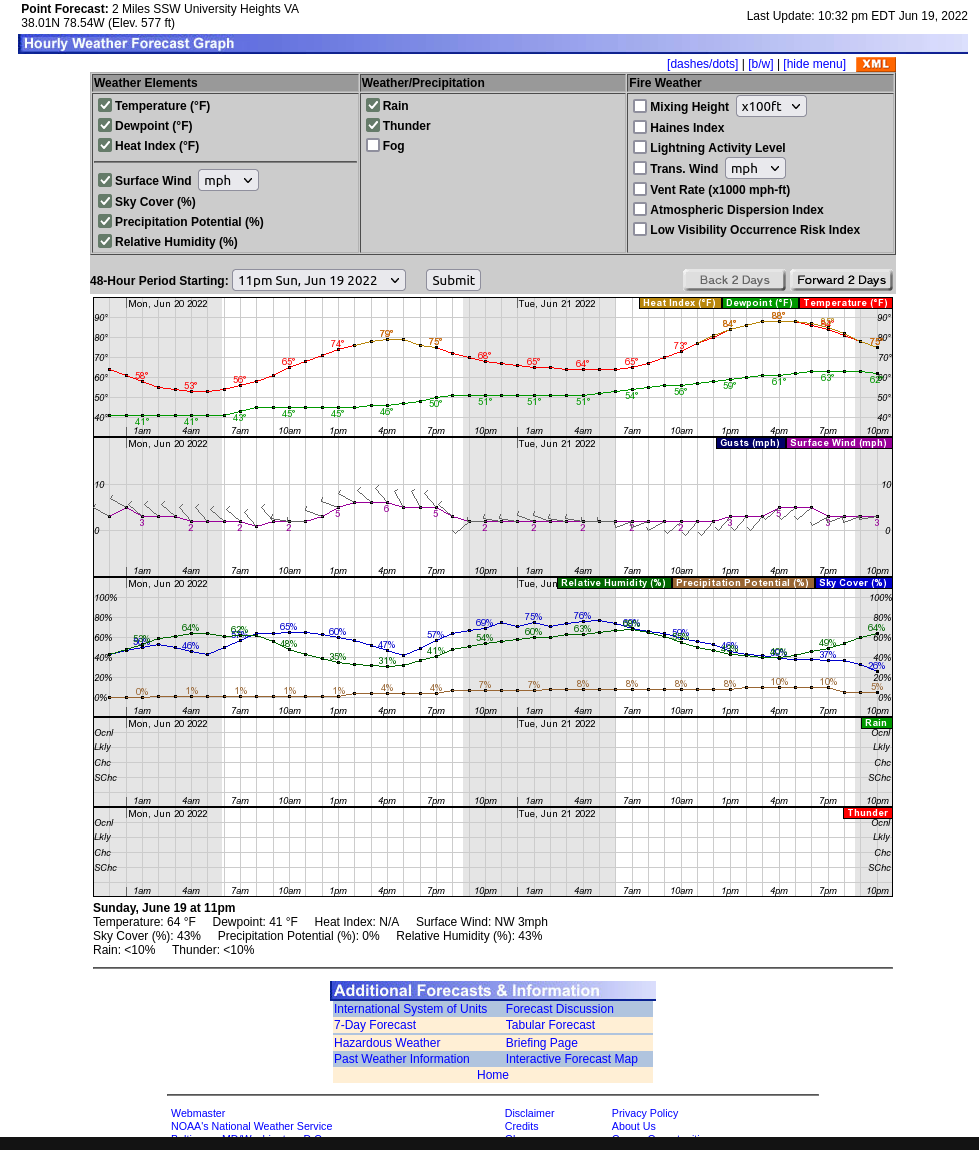 Point Forecast: 2 Miles SSW University Heights VA
38.01N 78.54W (Elev. 577 ft)
Last Update: 10:32 pm EDT Jun 19, 2022
Hourly Weather Forecast Graph
[dashes/dots] | [b/w] | [hide menu] XML
Weather Elements Weather/Precipitation Fire Weather
Temperature (°F)
Dewpoint (°F)
Heat Index (°F)
Surface Wind mph
Sky Cover (%)
Precipitation Potential (%)
Relative Humidity (%)
Rain
Thunder
Fog
Mixing Height x100ft
Haines Index
Lightning Activity Level
Trans. Wind mph
Vent Rate (x1000 mph-ft)
Atmospheric Dispersion Index
Low Visibility Occurrence Risk Index
48-Hour Period Starting: 11pm Sun, Jun 19 2022 Submit Back 2 Days Forward 2 Days
Mon, Jun 20 2022 Tue, Jun 21 2022 Heat Index (°F) Dewpoint (°F) Temperature (°F)
90° 90°
80° 80°
70° 70°
60° 60°
50° 50°
40° 40°
58° 53° 56° 65° 74° 79° 75° 68° 65° 64° 65° 73° 84° 88° 75°
41° 41° 43° 45° 45° 46° 50° 51° 51° 51° 54° 56° 59° 61° 63° 62°
1am 4am 7am 10am 1pm 4pm 7pm 10pm 1am 4am 7am 10am 1pm 4pm 7pm 10pm
Mon, Jun 20 2022 Tue, Jun 21 2022 Gusts (mph) Surface Wind (mph)
10 10
3 2 2 2 5 6 5 2 2 2 2 2 3 5 3 3
0 0
1am 4am 7am 10am 1pm 4pm 7pm 10pm 1am 4am 7am 10am 1pm 4pm 7pm 10pm
Mon, Jun 20 2022 Tue, Jun Relative Humidity (%) Precipitation Potential (%) Sky Cover (%)
100% 100%
80% 80%
60% 60%
40% 40%
20% 20%
0% 0%
46% 65% 60% 47% 57% 69% 75% 76% 59% 46% 37% 26%
64% 62% 48% 35% 31% 41% 54% 60% 63% 49% 64%
0% 1% 1% 1% 1% 4% 4% 7% 7% 8% 8% 8% 8% 10% 10% 5%
1am 4am 7am 10am 1pm 4pm 7pm 10pm 1am 4am 7am 10am 1pm 4pm 7pm 10pm
Mon, Jun 20 2022 Tue, Jun 21 2022 Rain
Ocnl Ocnl
Lkly Lkly
Chc Chc
SChc SChc
1am 4am 7am 10am 1pm 4pm 7pm 10pm 1am 4am 7am 10am 1pm 4pm 7pm 10pm
Mon, Jun 20 2022 Tue, Jun 21 2022 Thunder
Ocnl Ocnl
Lkly Lkly
Chc Chc
SChc SChc
1am 4am 7am 10am 1pm 4pm 7pm 10pm 1am 4am 7am 10am 1pm 4pm 7pm 10pm
Sunday, June 19 at 11pm
Temperature: 64 °F Dewpoint: 41 °F Heat Index: N/A Surface Wind: NW 3mph
Sky Cover (%): 43% Precipitation Potential (%): 0% Relative Humidity (%): 43%
Rain: <10% Thunder: <10%
Additional Forecasts & Information
International System of Units Forecast Discussion
7-Day Forecast Tabular Forecast
Hazardous Weather Briefing Page
Past Weather Information Interactive Forecast Map
Home
Webmaster Disclaimer Privacy Policy
NOAA's National Weather Service Credits About Us